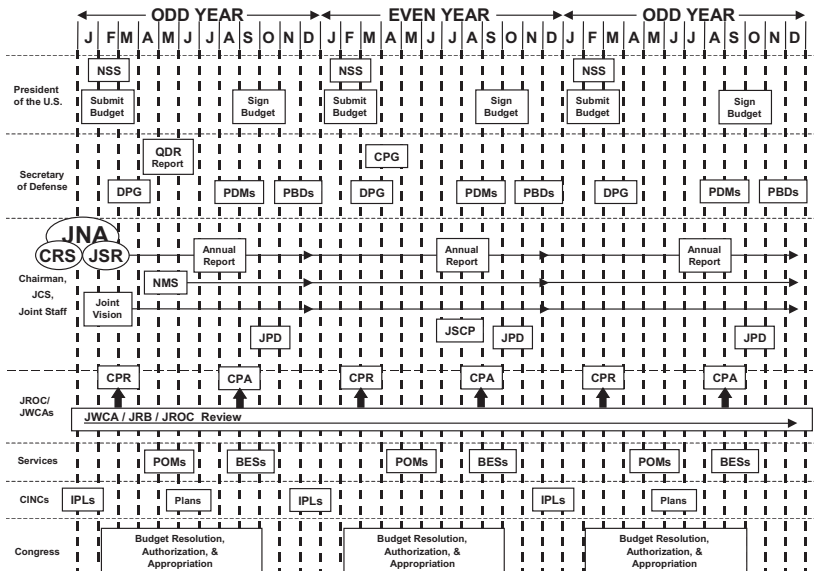 ODD YEAR EVEN YEAR ODD YEAR
J F M A M J J A S O N D J F M A M J J A S O N D J F M A M J J A S O N D
NSS NSS NSS
President
of the U.S.
Submit
Budget
Sign
Budget
Submit
Budget
Sign
Budget
Submit
Budget
Sign
Budget
QDR
Report
CPG
Secretary
of Defense
DPG PDMs PBDs DPG PDMs PBDs DPG PDMs PBDs
JNA
CRS JSR
Annual
Report
Annual
Report
Annual
Report
Chairman,
JCS,
Joint Staff
NMS
Joint
Vision
JPD JSCP JPD JPD
CPR CPA CPR CPA CPR CPA
JROC/
JWCAs
JWCA / JRB / JROC Review
Services POMs BESs POMs BESs POMs BESs
CINCs IPLs Plans IPLs IPLs Plans
Congress
Budget Resolution,
Authorization, &
Appropriation
Budget Resolution,
Authorization, &
Appropriation
Budget Resolution,
Authorization, &
Appropriation